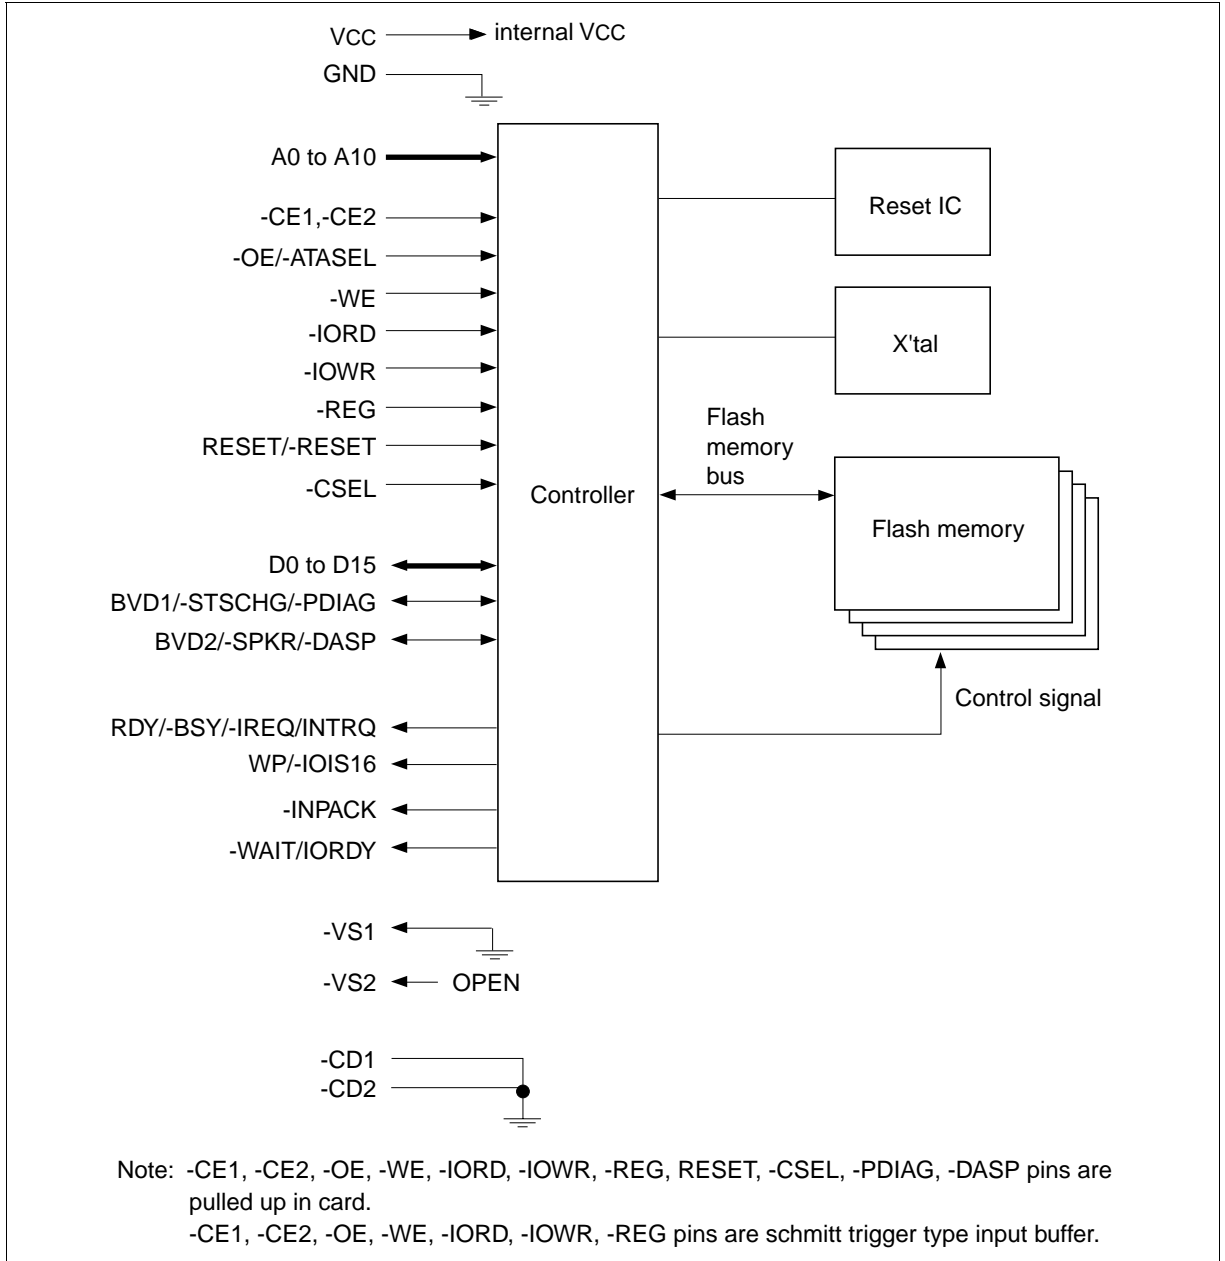 VCC
internal VCC
GND
A0 to A10
-CE1,-CE2
-OE/-ATASEL
-WE
-IORD
-IOWR
-REG
RESET/-RESET
-CSEL
D0 to D15
BVD1/-STSCHG/-PDIAG
BVD2/-SPKR/-DASP
RDY/-BSY/-IREQ/INTRQ
WP/-IOIS16
-INPACK
-WAIT/IORDY
Controller
Reset IC
X'tal
Flash
memory
bus
Flash memory
Control signal
-VS1
-VS2
OPEN
-CD1
-CD2
Note: -CE1, -CE2, -OE, -WE, -IORD, -IOWR, -REG, RESET, -CSEL, -PDIAG, -DASP pins are
pulled up in card.
-CE1, -CE2, -OE, -WE, -IORD, -IOWR, -REG pins are schmitt trigger type input buffer.